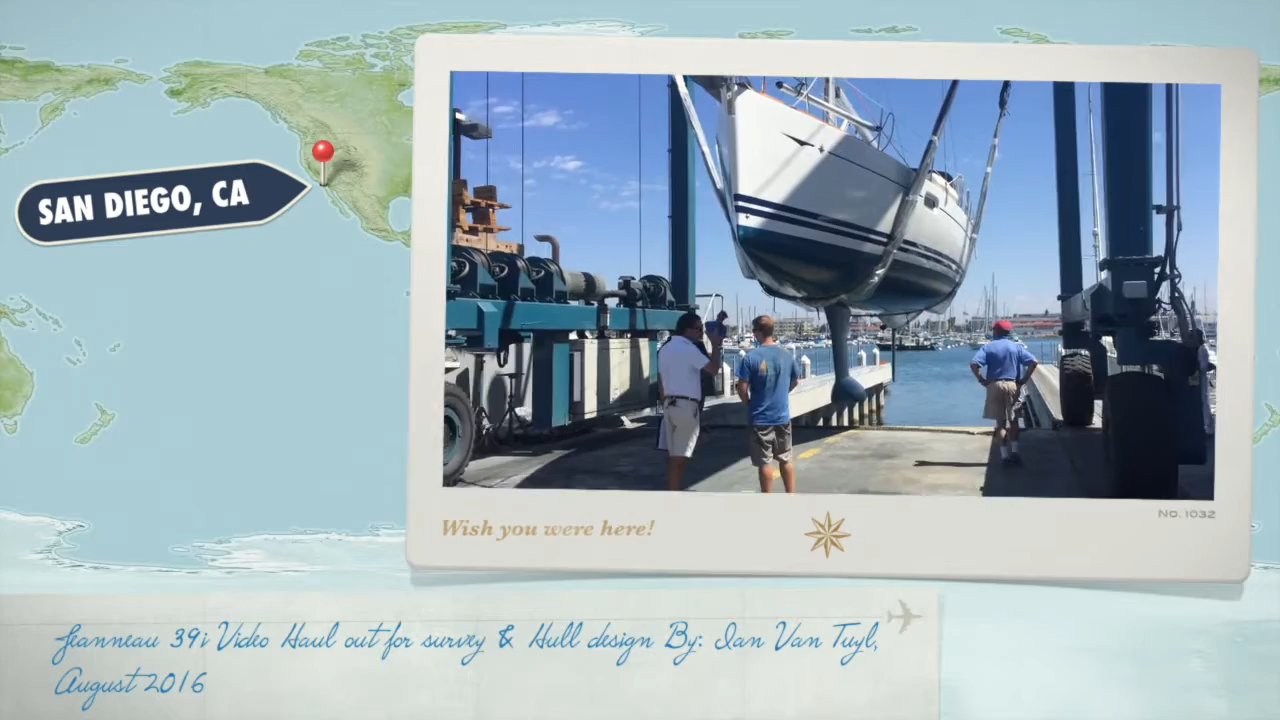 SAN DIEGO, CA
Wish you were here!
NO. 1032
Jeanneau 39i Video Haul out for survey & Hull design By: Ian Van Tuyl,
August 2016